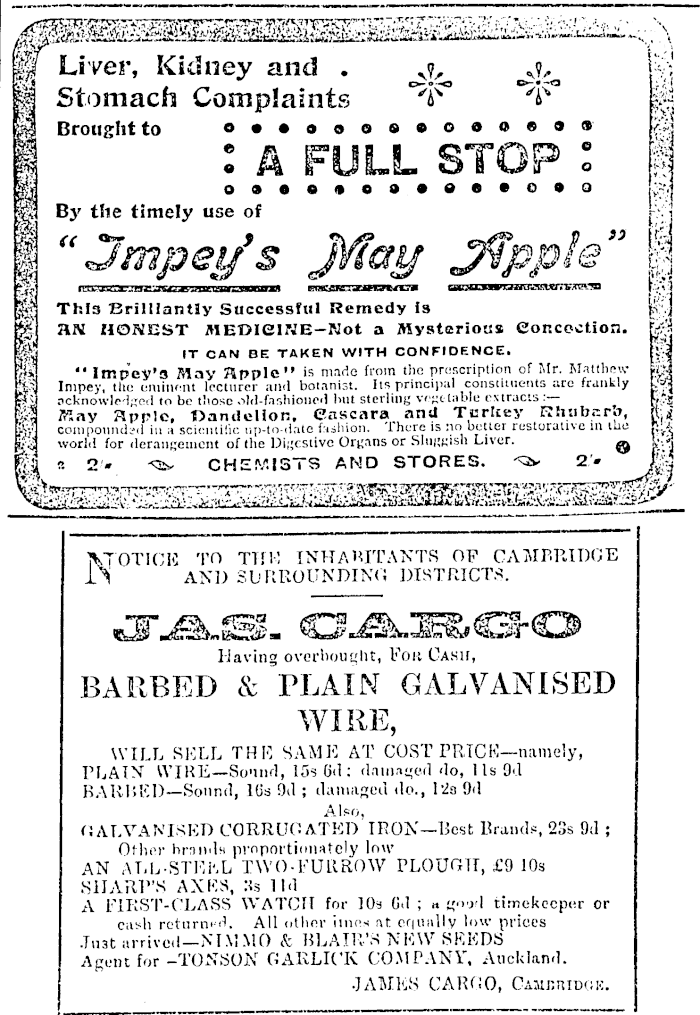 Liver, Kidney and .
Stomach Complaints
Brought to
A FULL STOP
By the timely use of
"Impey's May Apple"
This Brilliantly Successful Remedy is
AN HONEST MEDICINE—Not a Mysterious Concoction.
IT CAN BE TAKEN WITH CONFIDENCE.
"Impey's May Apple" is made from the prescription of Mr. Matthew
Impey, the eminent lecturer and botanist. Its principal constituents are frankly
acknowledged to be those old-fashioned but sterling vegetable extracts :—
May Apple, Dandelion, Cascara and Turkey Rhubarb,
compounded in a scientific up-to-date fashion. There is no better restorative in the
world for derangement of the Digestive Organs or Sluggish Liver.
2/- CHEMISTS AND STORES. 2/-
NOTICE TO THE INHABITANTS OF CAMBRIDGE
AND SURROUNDING DISTRICTS.
JAS. CARGO
Having overbought, FOR CASH,
BARBED & PLAIN GALVANISED
WIRE,
WILL SELL THE SAME AT COST PRICE—namely,
PLAIN WIRE—Sound, 15s 6d; damaged do, 11s 9d
BARBED—Sound, 16s 9d; damaged do., 12s 9d
Also,
GALVANISED CORRUGATED IRON—Best Brands, 23s 9d;
Other brands proportionately low
AN ALL-STEEL TWO-FURROW PLOUGH, £9 10s
SHARP'S AXES, 3s 11d
A FIRST-CLASS WATCH for 10s 6d; a good timekeeper or
cash returned. All other lines at equally low prices
Just arrived—NIMMO & BLAIR'S NEW SEEDS
Agent for —TONSON GARLICK COMPANY, Auckland.
JAMES CARGO, CAMBRIDGE.